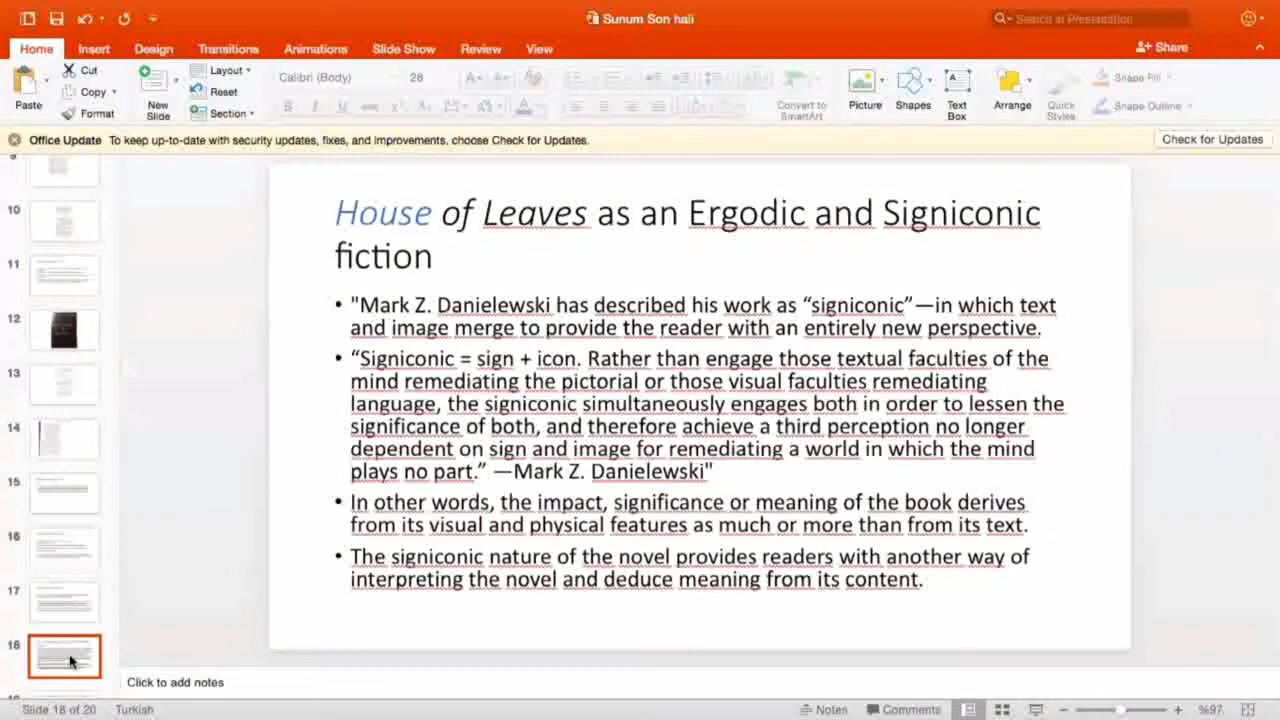 Sunum Son hali
Search in Presentation
Home Insert Design Transitions Animations Slide Show Review View
Share
Paste
Cut
Copy
Format
New
Slide
Layout
Reset
Section
Calibri (Body) 28
Convert to
SmartArt
Picture
Shapes
Text
Box
Arrange
Quick
Styles
Shape Fill
Shape Outline
Office Update To keep up-to-date with security updates, fixes, and improvements, choose Check for Updates.
Check for Updates
10
11
12
13
14
15
16
17
18
House of Leaves as an Ergodic and Signiconic
fiction
• "Mark Z. Danielewski has described his work as “signiconic”—in which text
and image merge to provide the reader with an entirely new perspective.
• “Signiconic = sign + icon. Rather than engage those textual faculties of the
mind remediating the pictorial or those visual faculties remediating
language, the signiconic simultaneously engages both in order to lessen the
significance of both, and therefore achieve a third perception no longer
dependent on sign and image for remediating a world in which the mind
plays no part.” —Mark Z. Danielewski"
• In other words, the impact, significance or meaning of the book derives
from its visual and physical features as much or more than from its text.
• The signiconic nature of the novel provides readers with another way of
interpreting the novel and deduce meaning from its content.
Click to add notes
Slide 18 of 20 Turkish
Notes Comments %97